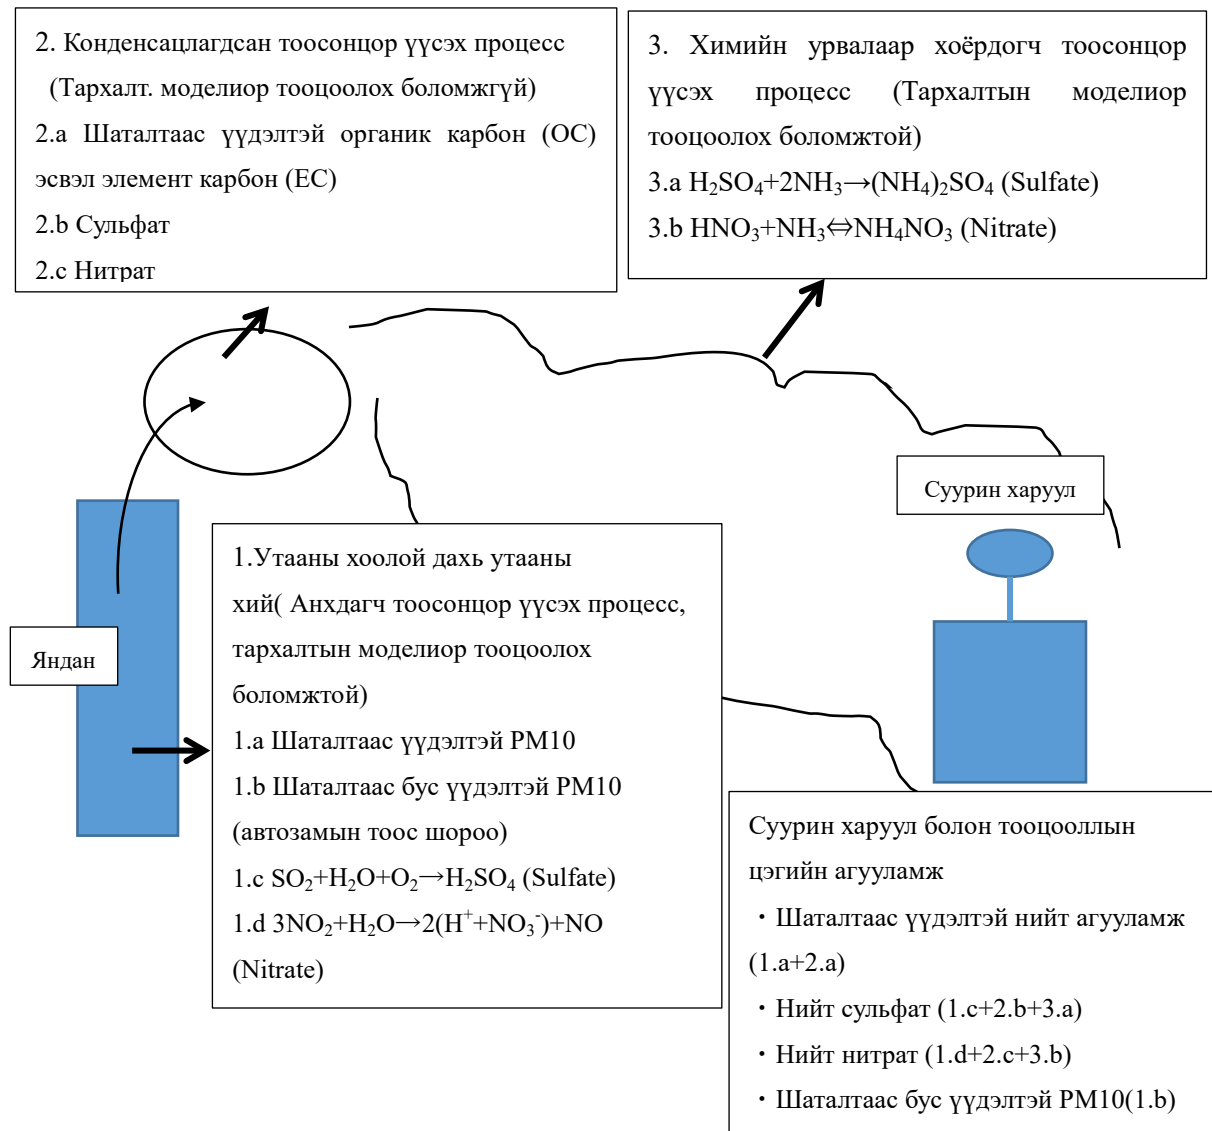 2. Конденсацлагдсан тоосонцор үүсэх процесс
(Тархалт. моделиор тооцоолох боломжгүй)
2.a Шаталтаас үүдэлтэй органик карбон (OC)
эсвэл элемент карбон (EC)
2.b Сульфат
2.c Нитрат
3. Химийн урвалаар хоёрдогч тоосонцор
үүсэх процесс (Тархалтын моделиор
тооцоолох боломжтой)
3.a H₂SO₄+2NH₃→(NH₄)₂SO₄ (Sulfate)
3.b HNO₃+NH₃⇔NH₄NO₃ (Nitrate)
Суурин харуул
Яндан
1.Утааны хоолой дахь утааны
хий( Анхдагч тоосонцор үүсэх процесс,
тархалтын моделиор тооцоолох
боломжтой)
1.a Шаталтаас үүдэлтэй PM10
1.b Шаталтаас бус үүдэлтэй PM10
(автозамын тоос шороо)
1.c SO₂+H₂O+O₂→H₂SO₄ (Sulfate)
1.d 3NO₂+H₂O→2(H⁺+NO₃⁻)+NO
(Nitrate)
Суурин харуул болон тооцооллын
цэгийн агууламж
・Шаталтаас үүдэлтэй нийт агууламж
(1.a+2.a)
・Нийт сульфат (1.c+2.b+3.a)
・Нийт нитрат (1.d+2.c+3.b)
・Шаталтаас бус үүдэлтэй PM10(1.b)